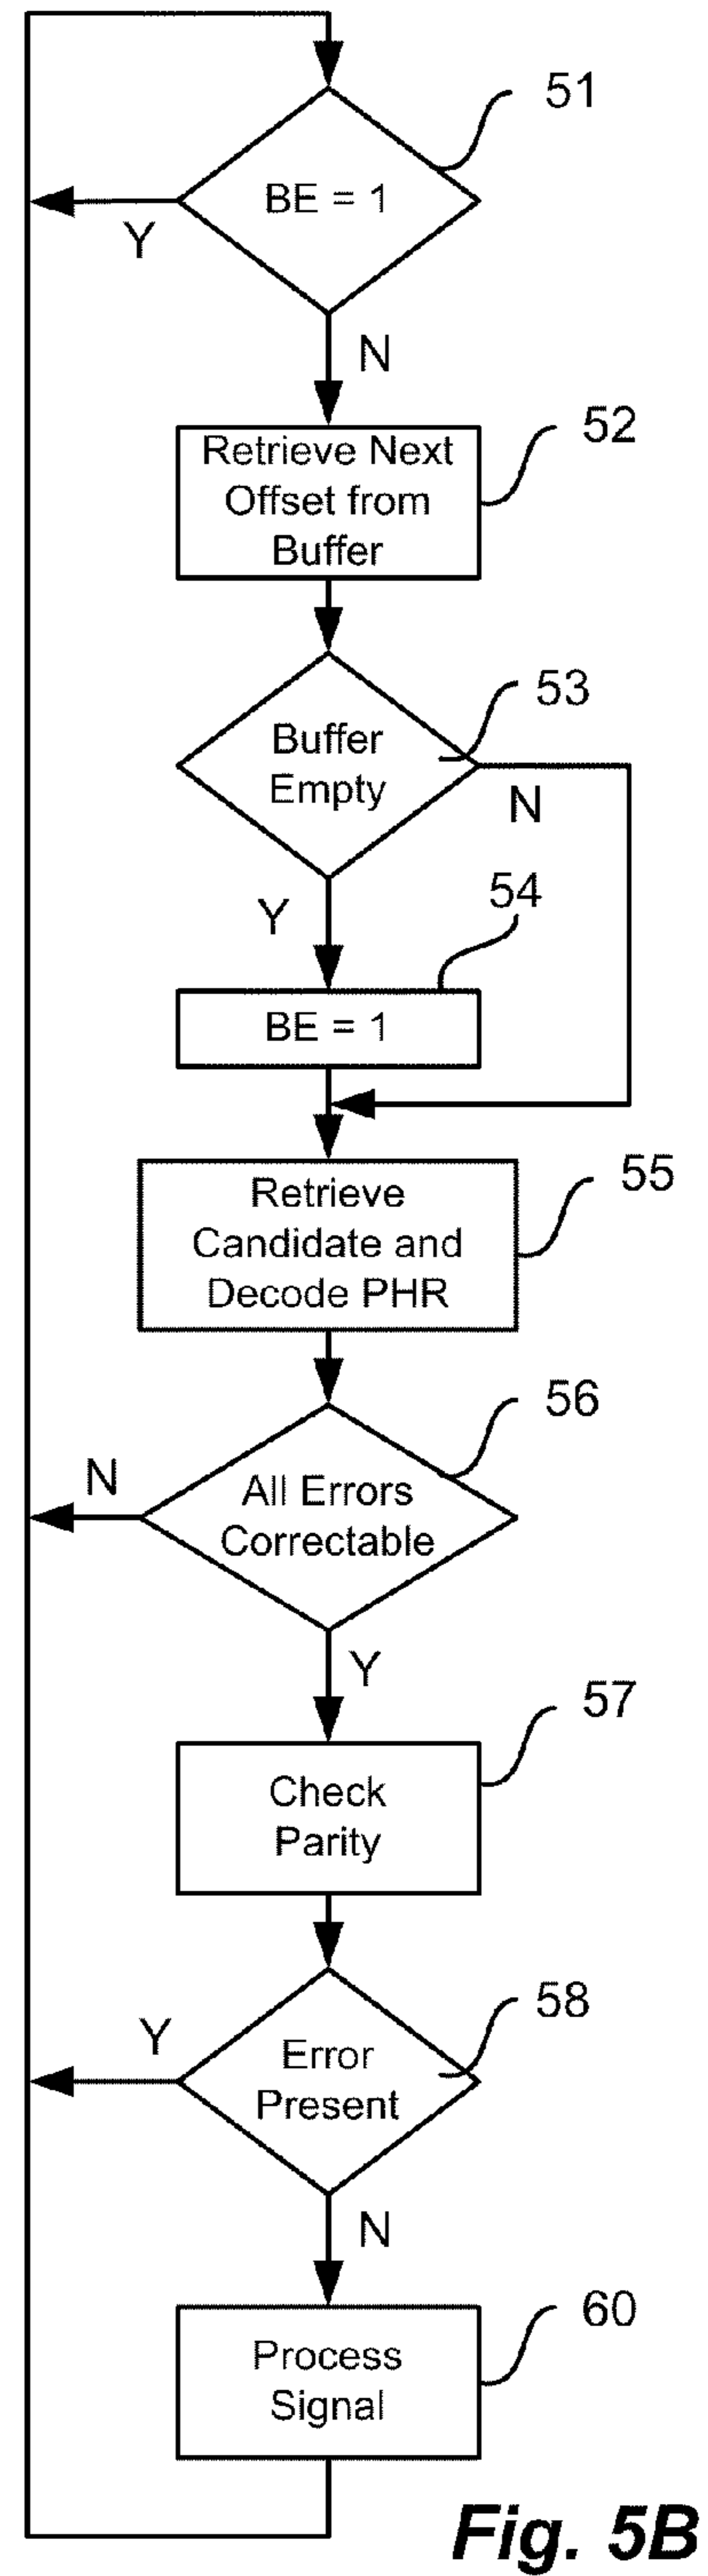 51
BE = 1
Y
N
52
Retrieve Next
Offset from
Buffer
53
Buffer
Empty
N
Y
54
BE = 1
55
Retrieve
Candidate and
Decode PHR
56
N
All Errors
Correctable
Y
57
Check
Parity
58
Y
Error
Present
N
60
Process
Signal
Fig. 5B